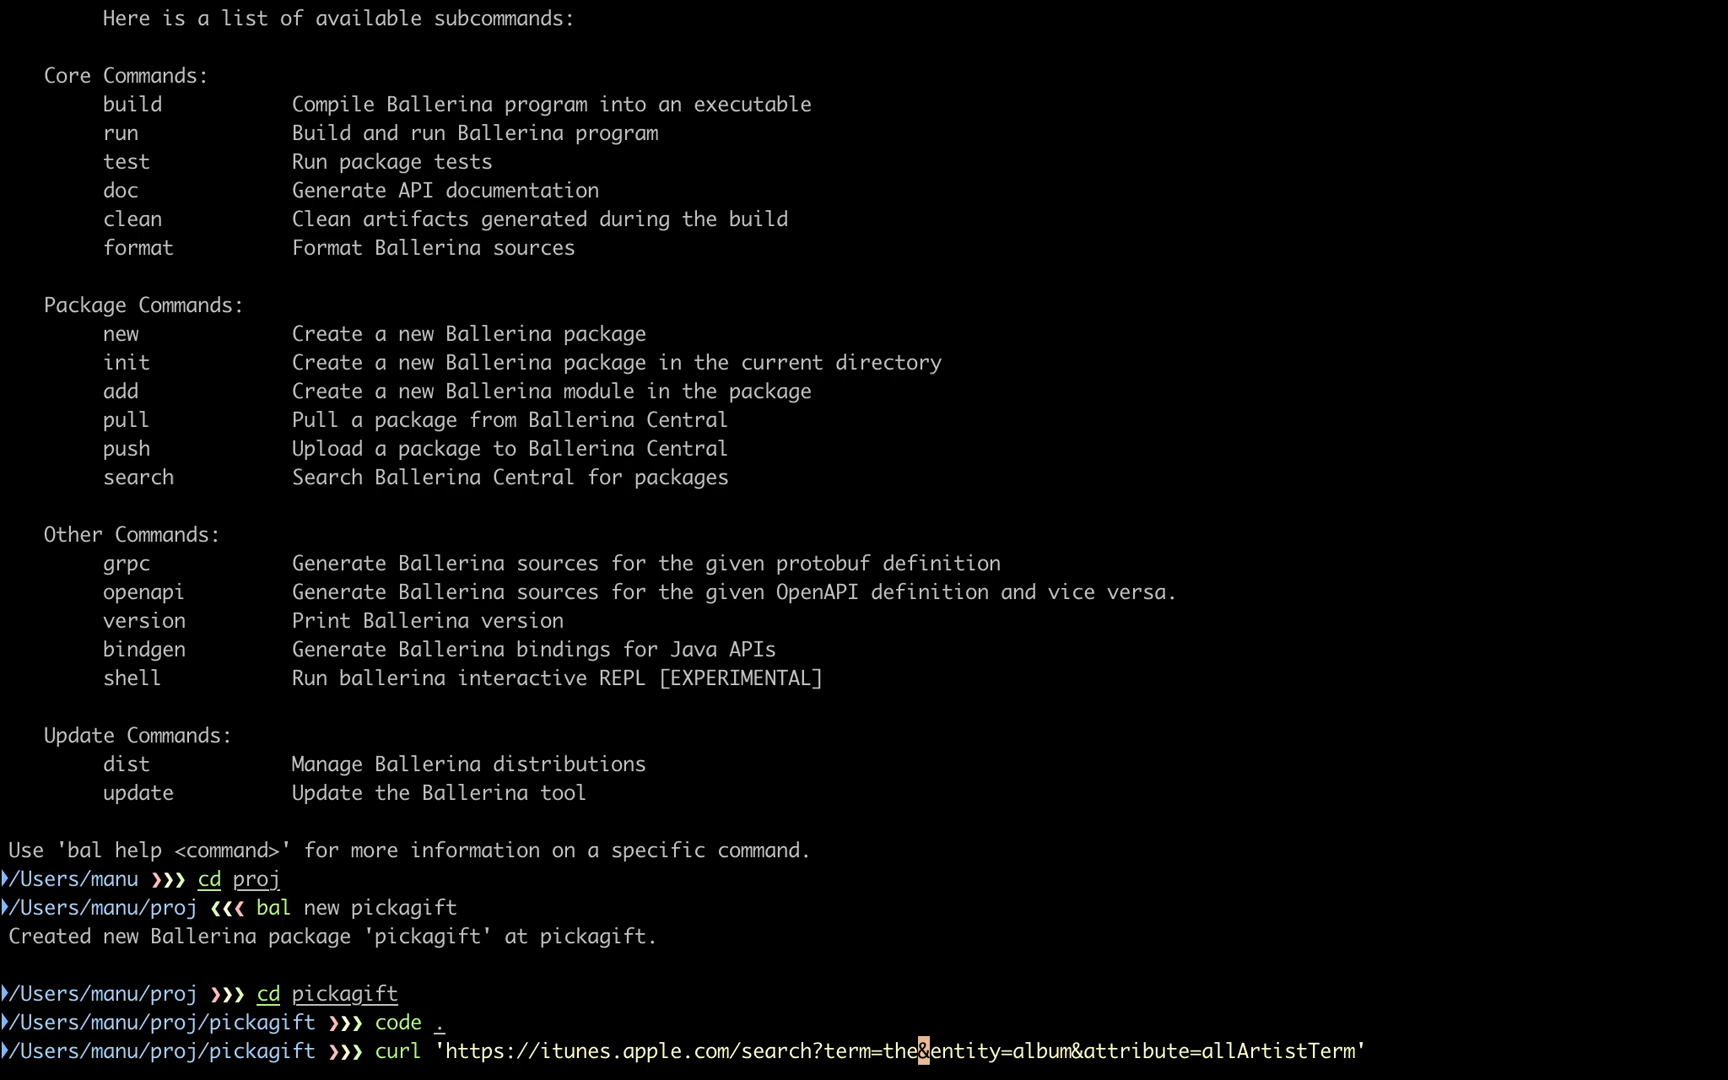 Here is a list of available subcommands:
Core Commands:
build Compile Ballerina program into an executable
run Build and run Ballerina program
test Run package tests
doc Generate API documentation
clean Clean artifacts generated during the build
format Format Ballerina sources
Package Commands:
new Create a new Ballerina package
init Create a new Ballerina package in the current directory
add Create a new Ballerina module in the package
pull Pull a package from Ballerina Central
push Upload a package to Ballerina Central
search Search Ballerina Central for packages
Other Commands:
grpc Generate Ballerina sources for the given protobuf definition
openapi Generate Ballerina sources for the given OpenAPI definition and vice versa.
version Print Ballerina version
bindgen Generate Ballerina bindings for Java APIs
shell Run ballerina interactive REPL [EXPERIMENTAL]
Update Commands:
dist Manage Ballerina distributions
update Update the Ballerina tool
Use 'bal help <command>' for more information on a specific command.
/Users/manu ❯❯❯ cd proj
/Users/manu/proj ❮❮❮ bal new pickagift
Created new Ballerina package 'pickagift' at pickagift.
/Users/manu/proj ❯❯❯ cd pickagift
/Users/manu/proj/pickagift ❯❯❯ code .
/Users/manu/proj/pickagift ❯❯❯ curl 'https://itunes.apple.com/search?term=the&entity=album&attribute=allArtistTerm'